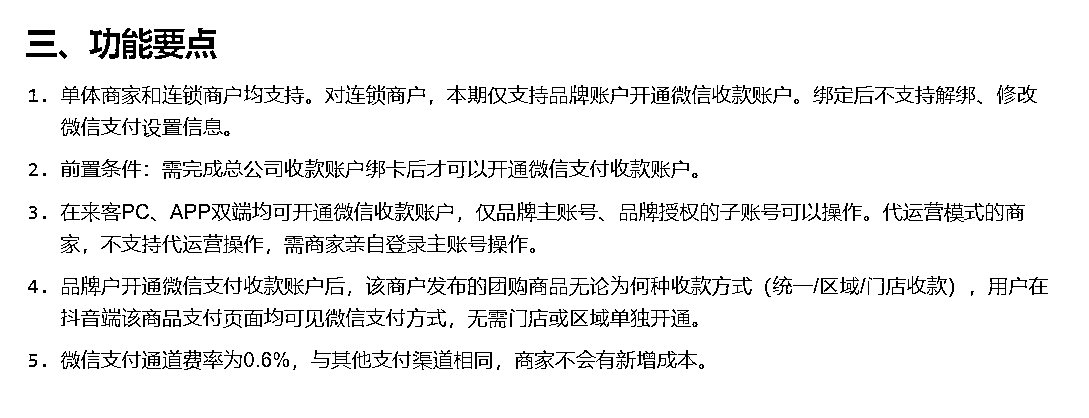 三、功能要点
1. 单体商家和连锁商户均支持。对连锁商户，本期仅支持品牌账户开通微信收款账户。绑定后不支持解绑、修改
微信支付设置信息。
2. 前置条件：需完成总公司收款账户绑卡后才可以开通微信支付收款账户。
3. 在来客PC、APP双端均可开通微信收款账户，仅品牌主账号、品牌授权的子账号可以操作。代运营模式的商
家，不支持代运营操作，需商家亲自登录主账号操作。
4. 品牌户开通微信支付收款账户后，该商户发布的团购商品无论为何种收款方式（统一/区域/门店收款），用户在
抖音端该商品支付页面均可见微信支付方式，无需门店或区域单独开通。
5. 微信支付通道费率为0.6%，与其他支付渠道相同，商家不会有新增成本。